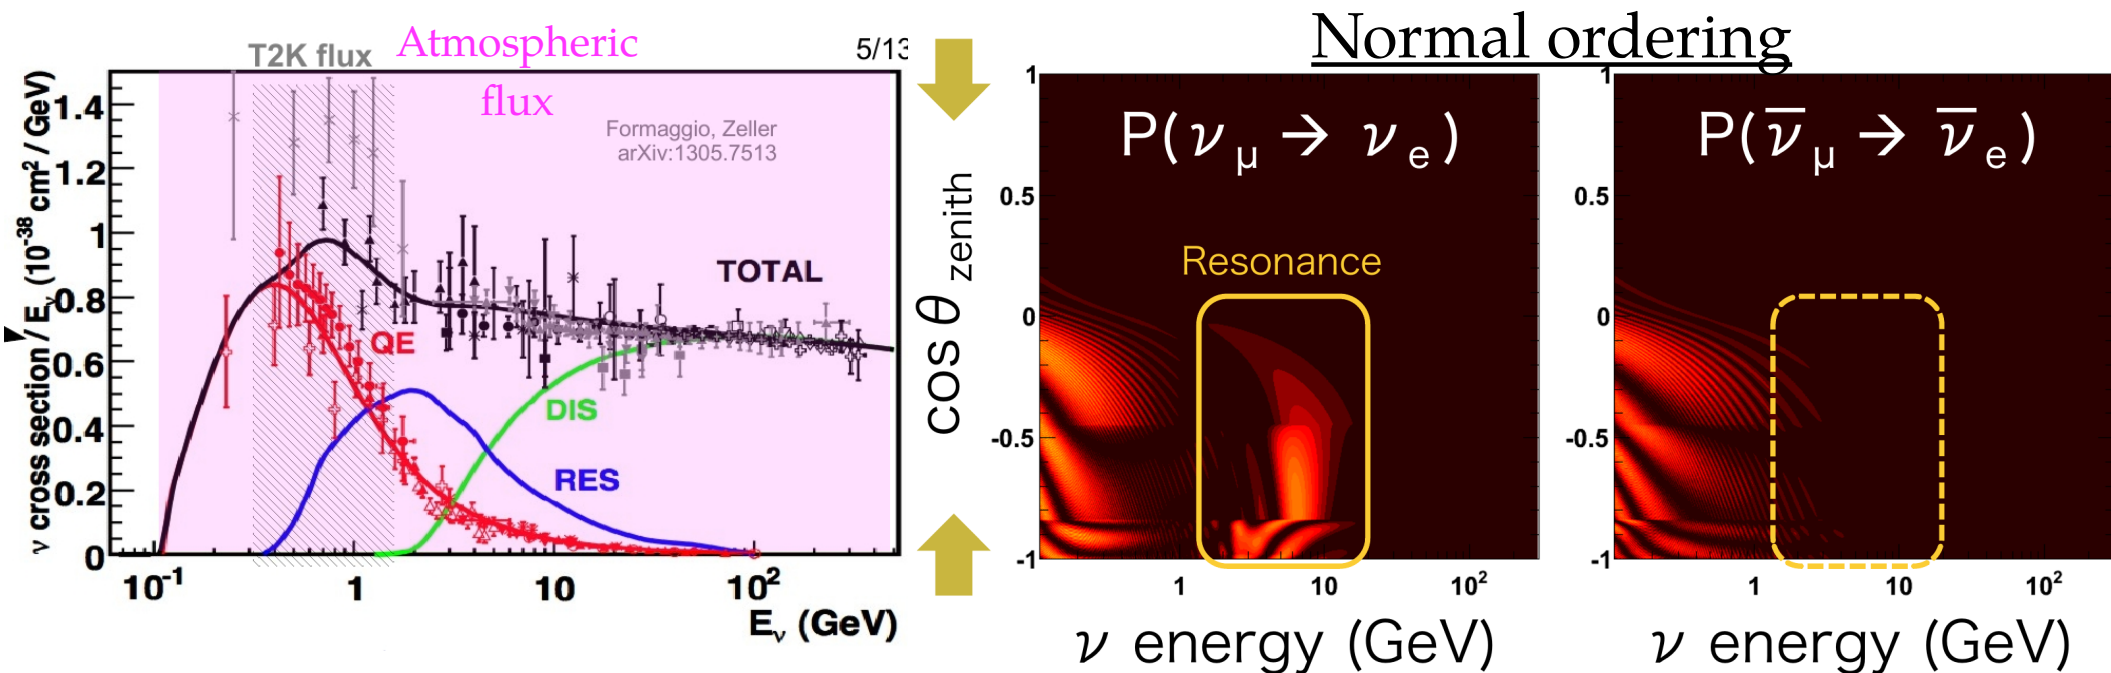 T2K flux
Atmospheric
flux
5/13
Formaggio, Zeller
arXiv:1305.7513
ν cross section / Eν (10⁻³⁸ cm² / GeV)
1.4
1.2
1
0.8
0.6
0.4
0.2
0
TOTAL
QE
DIS
RES
10⁻¹
1
10
10²
Eν (GeV)
cos θ zenith
Normal ordering
P(νμ → νe)
Resonance
1
0.5
0
-0.5
-1
1
10
10²
ν energy (GeV)
P(ν̅μ → ν̅e)
1
0.5
0
-0.5
-1
1
10
10²
ν energy (GeV)